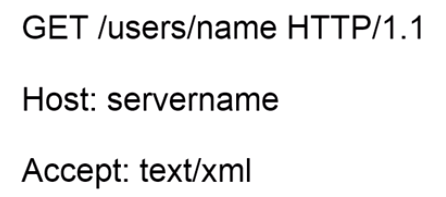 GET /users/name HTTP/1.1
Host: servername
Accept: text/xml